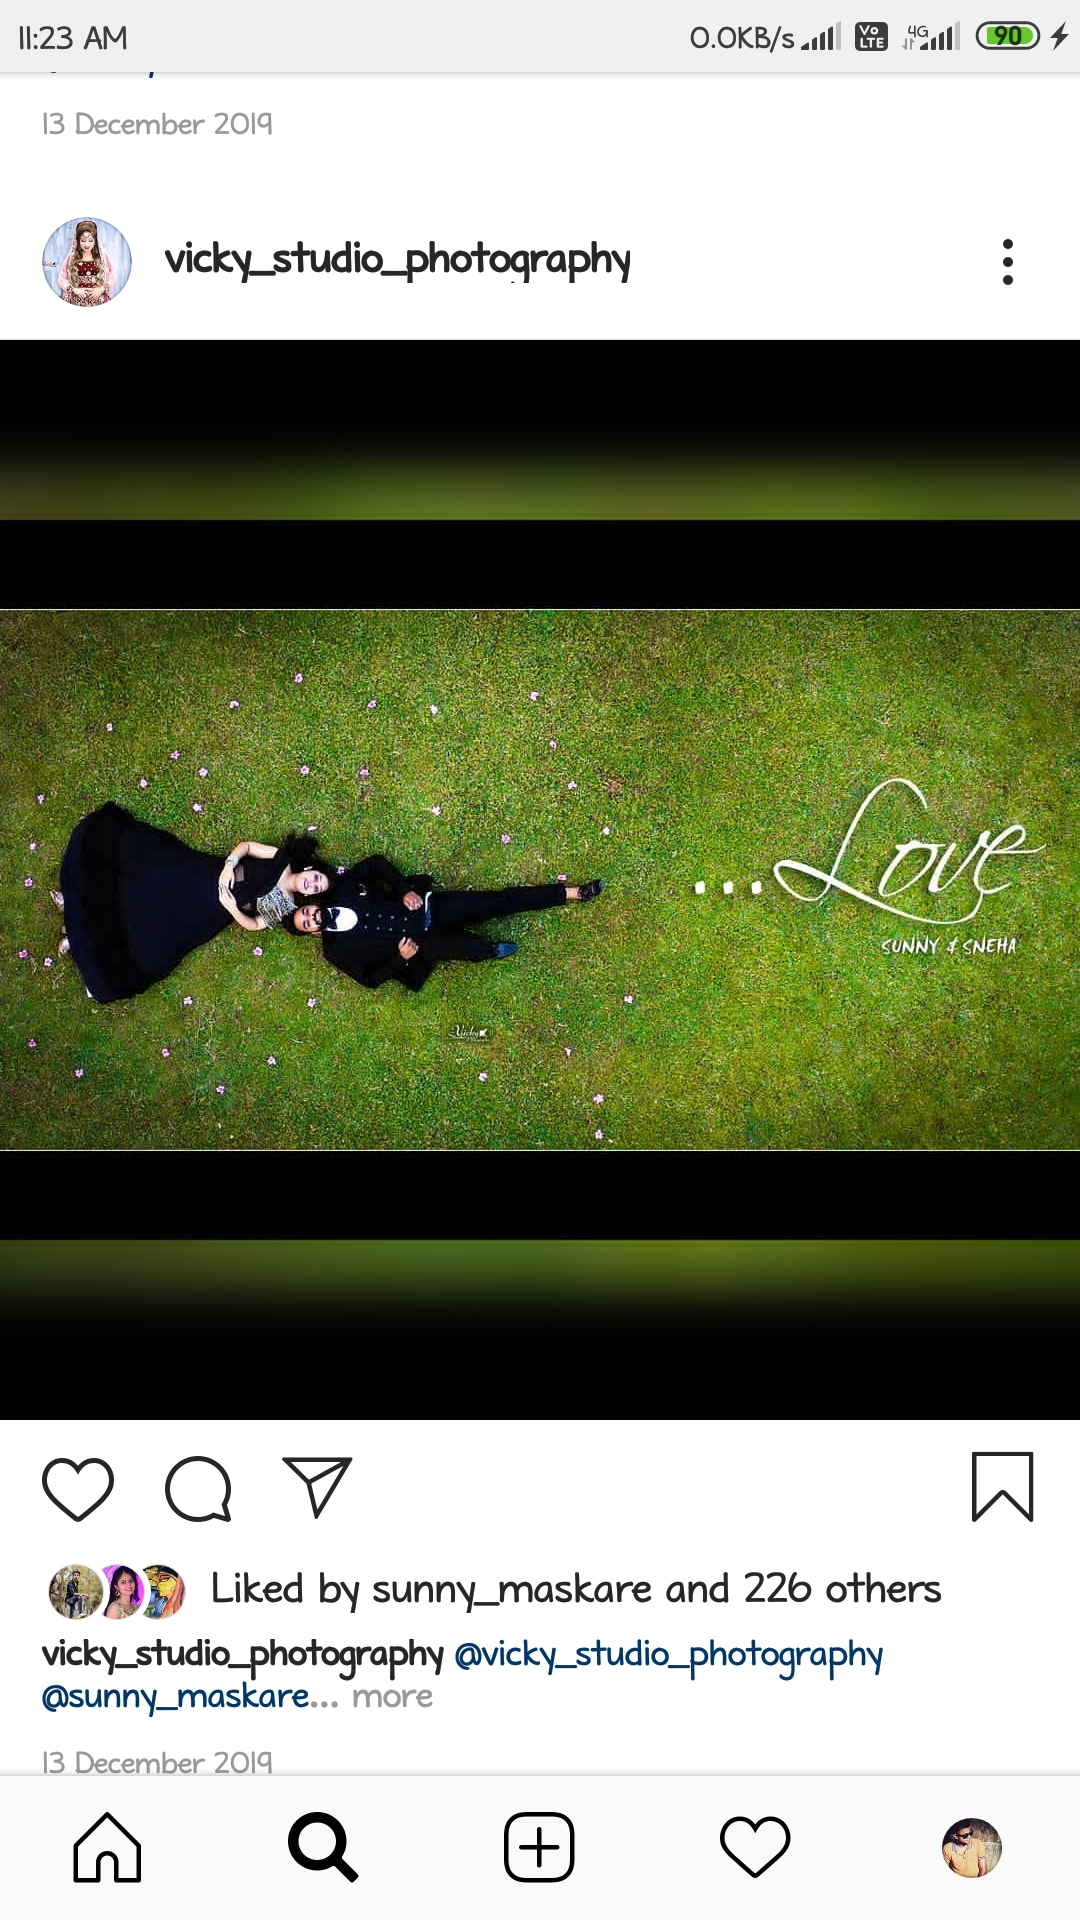 11:23 AM 0.0KB/s Vo LTE 4G 90
13 December 2019
vicky_studio_photography
...Love
SUNNY & SNEHA
Vicky
Liked by sunny_maskare and 226 others
vicky_studio_photography @vicky_studio_photography
@sunny_maskare... more
13 December 2019